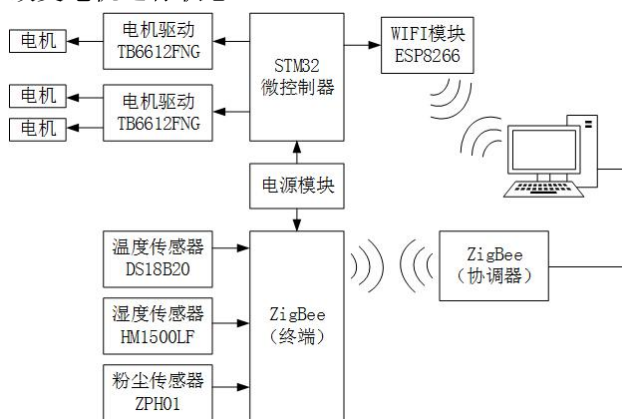 电机
电机驱动
TB6612FNG
STM32
微控制器
WIFI模块
ESP8266
电机
电机
电机驱动
TB6612FNG
电源模块
温度传感器
DS18B20
湿度传感器
HM1500LF
粉尘传感器
ZPH01
ZigBee
（终端）
ZigBee
（协调器）